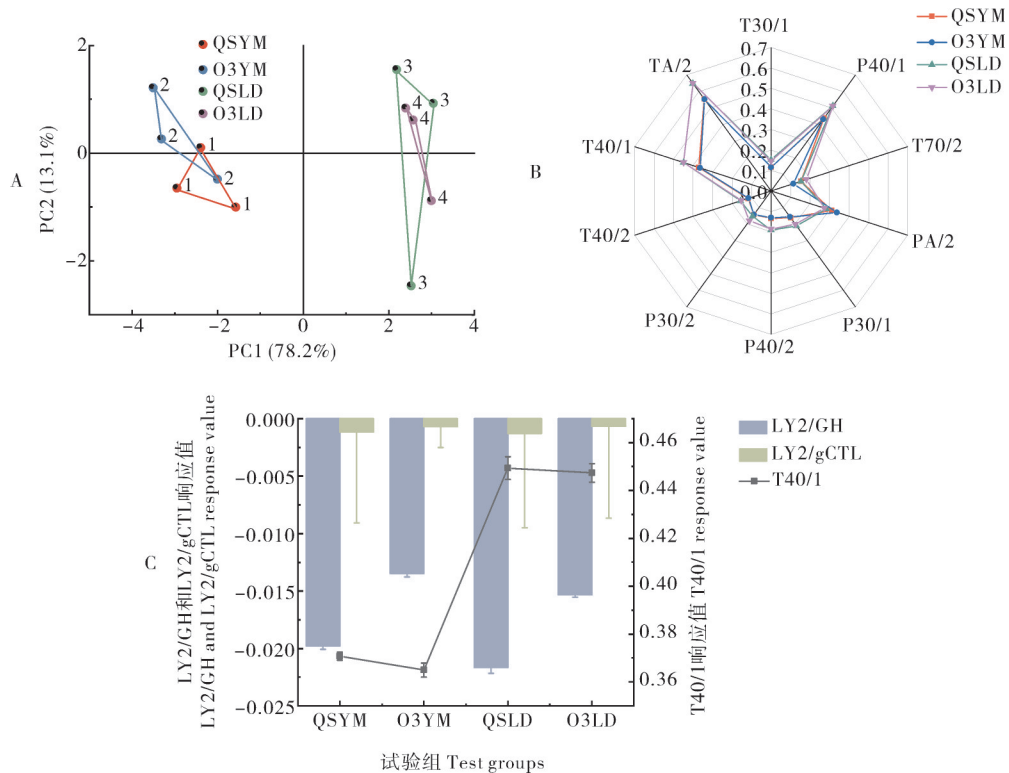 A
PC2 (13.1%)
2
0
−2
−4
−2
0
2
4
PC1 (78.2%)
QSYM
O3YM
QSLD
O3LD
2
2
2
1
1
1
3
3
3
4
4
4
B
T30/1
P40/1
T70/2
PA/2
P30/1
P40/2
P30/2
T40/2
T40/1
TA/2
0.7
0.6
0.5
0.4
0.3
0.2
0.1
0.0
QSYM
O3YM
QSLD
O3LD
C
LY2/GH和LY2/gCTL响应值
LY2/GH and LY2/gCTL response value
0.000
−0.005
−0.010
−0.015
−0.020
−0.025
QSYM O3YM QSLD O3LD
试验组 Test groups
0.46
0.44
0.42
0.40
0.38
0.36
T40/1响应值 T40/1 response value
LY2/GH
LY2/gCTL
T40/1